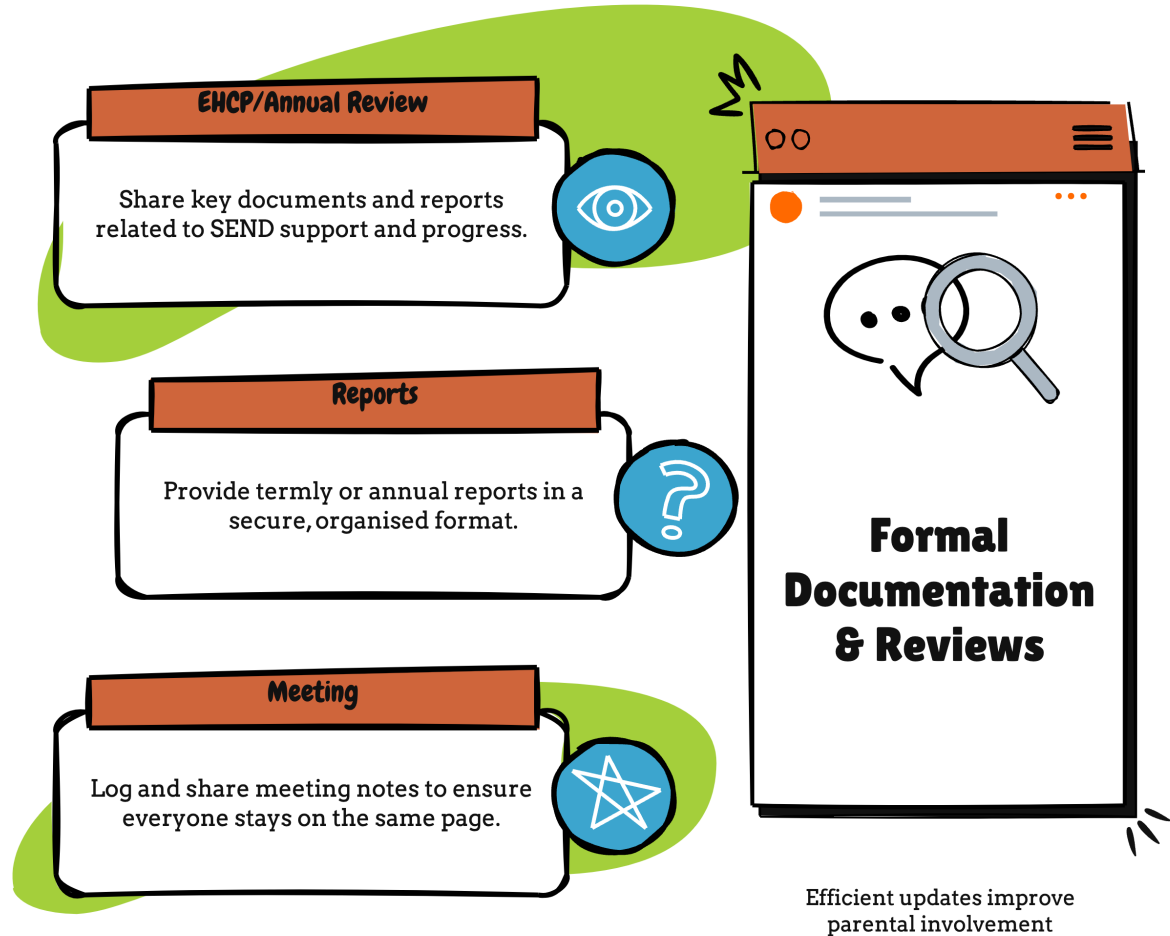 EHCP/Annual Review
Share key documents and reports
related to SEND support and progress.
Reports
Provide termly or annual reports in a
secure, organised format.
Meeting
Log and share meeting notes to ensure
everyone stays on the same page.
Formal
Documentation
& Reviews
Efficient updates improve
parental involvement